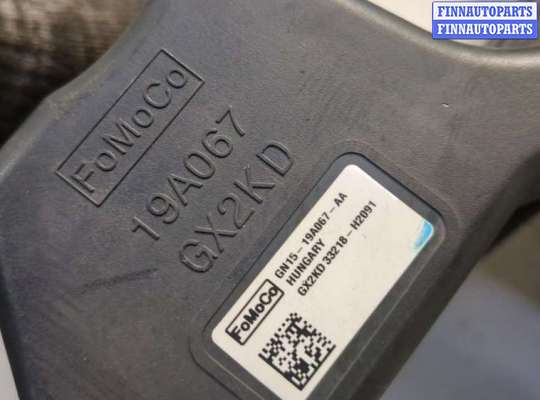 FINNAUTOPARTS
FINNAUTOPARTS
FoMoCo
19A067
GX2KD
FoMoCo
GN15-19A067-AA
HUNGARY
GX2KD 33218-H2091